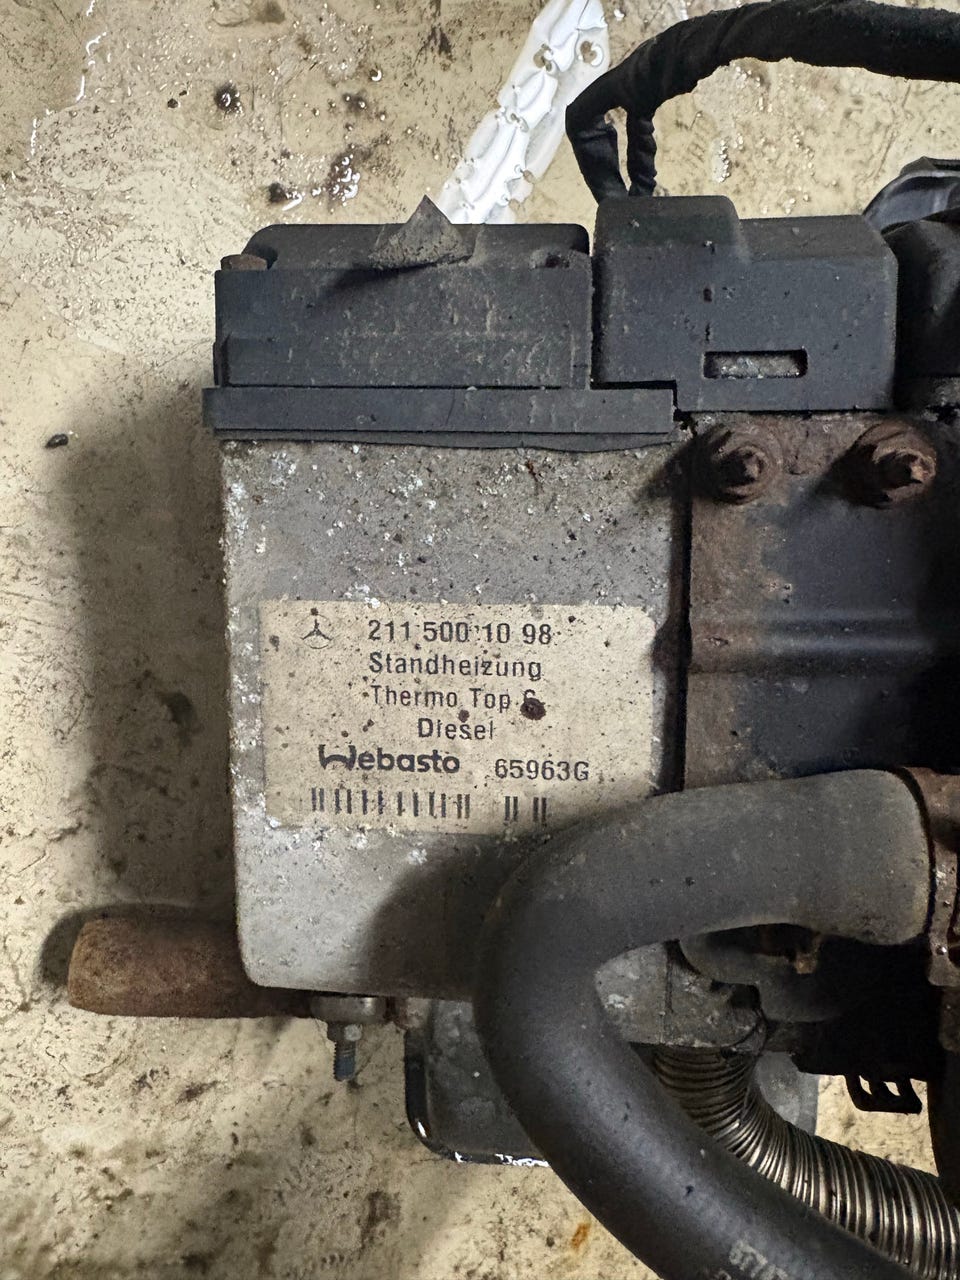 211 500 10 98
Standheizung
Thermo Top
Diesel
Webasto 65963G